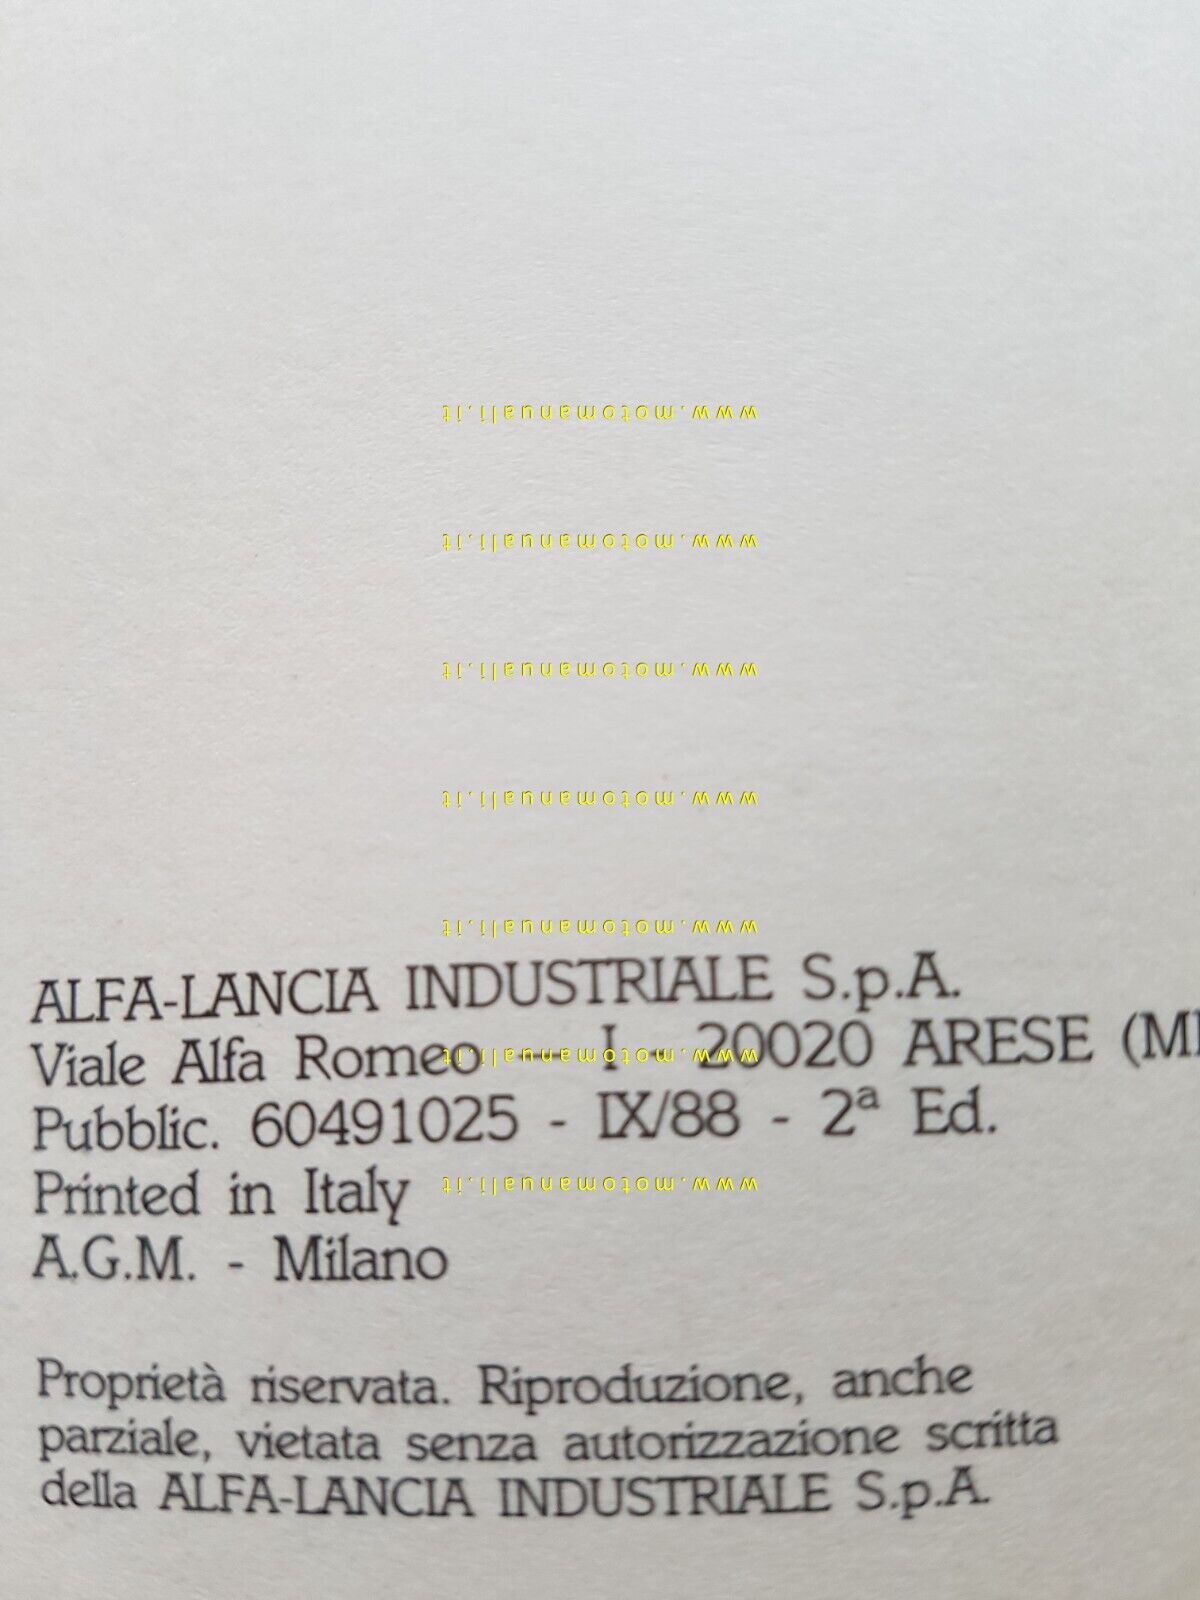 www.motomanuali.it
www.motomanuali.it
www.motomanuali.it
www.motomanuali.it
www.motomanuali.it
ALFA-LANCIA INDUSTRIALE S.p.A.
Viale Alfa Romeo - I - 20020 ARESE (MI
www.motomanuali.it
Pubblic. 60491025 - IX/88 - 2ª Ed.
Printed in Italy
www.motomanuali.it
A.G.M. - Milano
Proprietà riservata. Riproduzione, anche
parziale, vietata senza autorizzazione scritta
della ALFA-LANCIA INDUSTRIALE S.p.A.